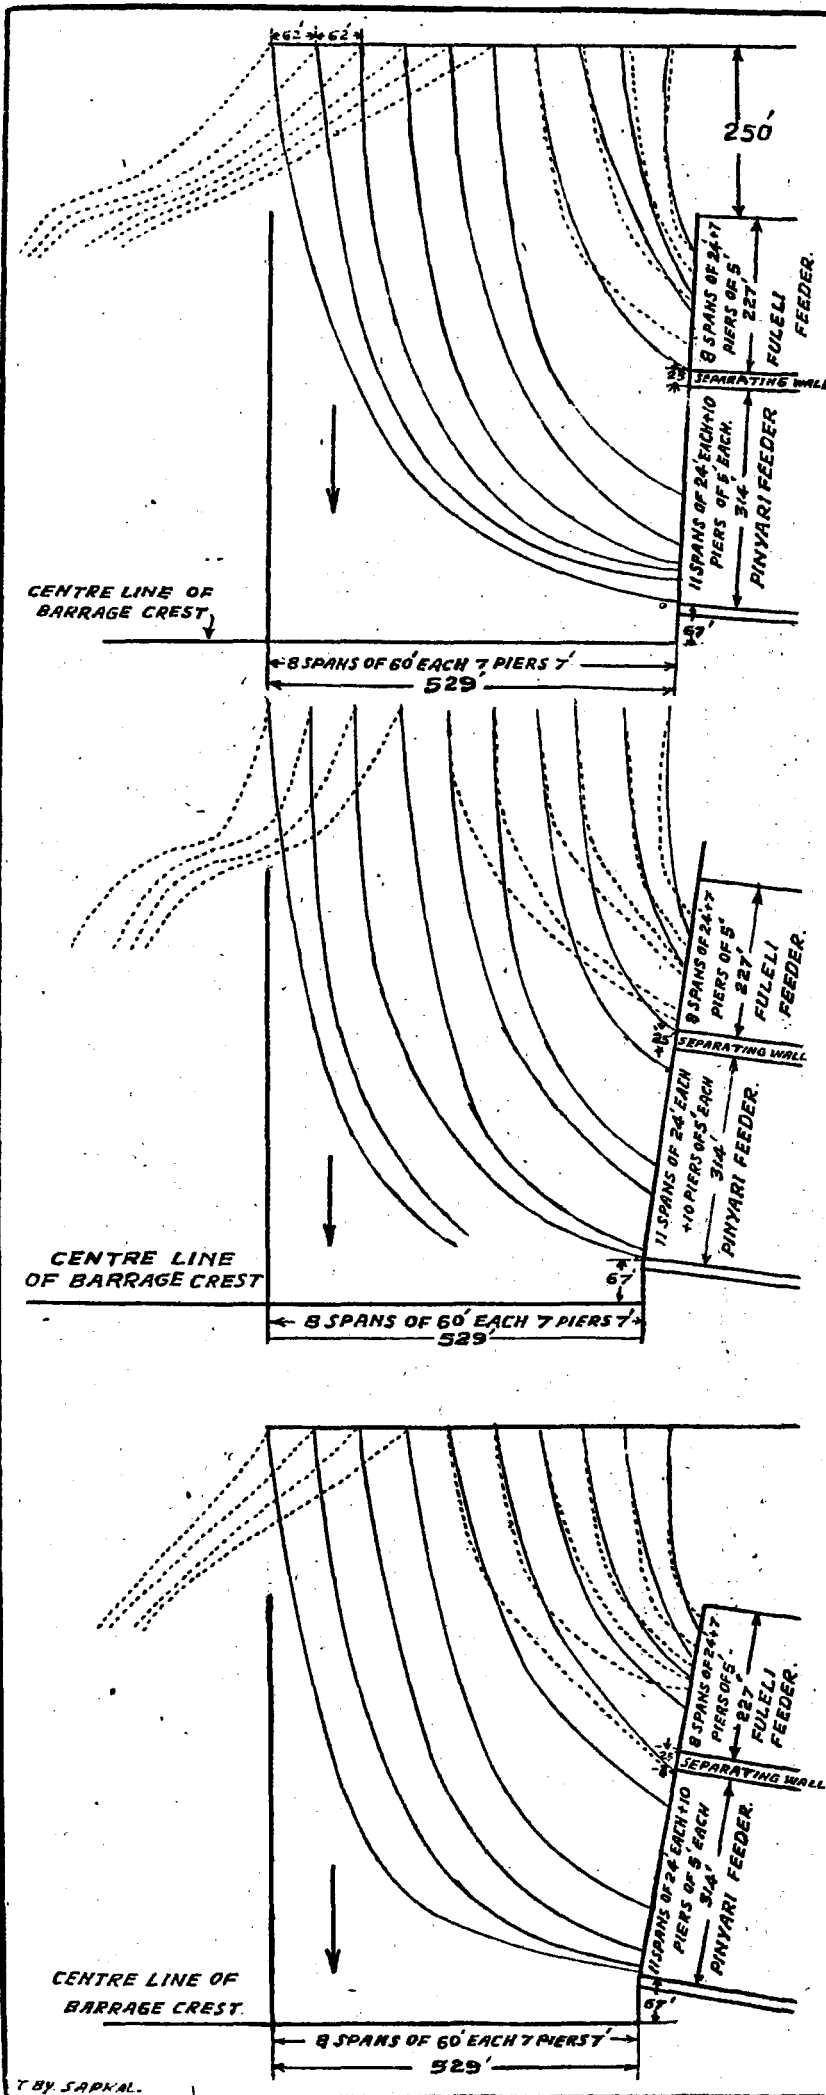 62' 62'
250'
8 SPANS OF 24'+7
PIERS OF 5'
227'
FULELI
FEEDER.
25
SEPARATING WALL
11 SPANS OF 24' EACH+10
PIERS OF 5' EACH.
314'
PINYARI FEEDER
CENTRE LINE OF
BARRAGE CREST
67'
8 SPANS OF 60' EACH 7 PIERS 7'
529'
8 SPANS OF 24'+7
PIERS OF 5'
227'
FULELI
FEEDER.
25
SEPARATING WALL
11 SPANS OF 24' EACH
+10 PIERS OF 5' EACH
314'
PINYARI FEEDER.
CENTRE LINE
OF BARRAGE CREST
67'
8 SPANS OF 60' EACH 7 PIERS 7'
529'
8 SPANS OF 24'+7
PIERS OF 5'
227'
FULELI
FEEDER.
25
SEPARATING WALL
11 SPANS OF 24' EACH+10
PIERS OF 5' EACH
314'
PINYARI FEEDER.
CENTRE LINE OF
BARRAGE CREST.
67'
8 SPANS OF 60' EACH 7 PIERS 7'
529'
T BY. SAPKAL.